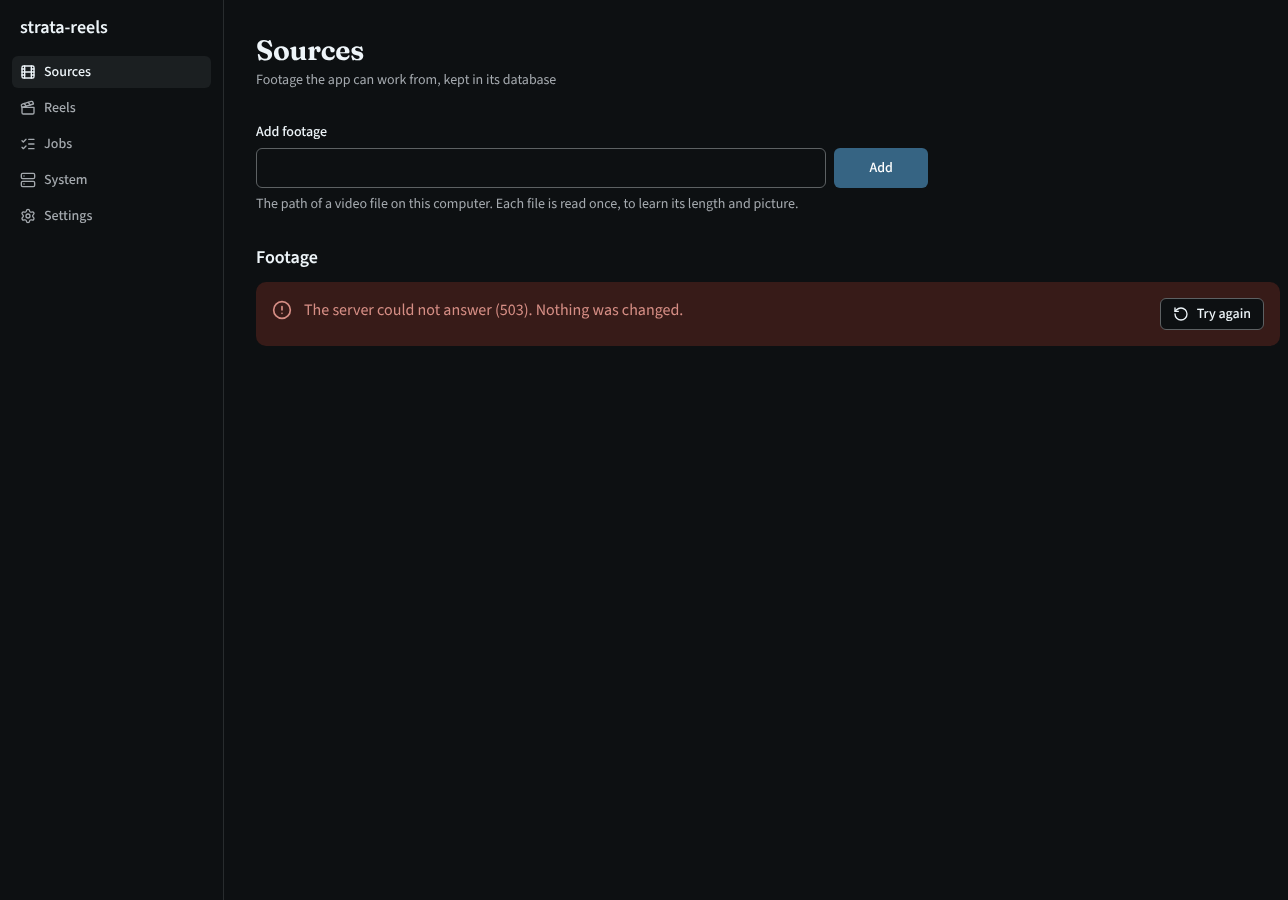 strata-reels
Sources
Reels
Jobs
System
Settings
Sources
Footage the app can work from, kept in its database
Add footage
Add
The path of a video file on this computer. Each file is read once, to learn its length and picture.
Footage
The server could not answer (503). Nothing was changed.
Try again